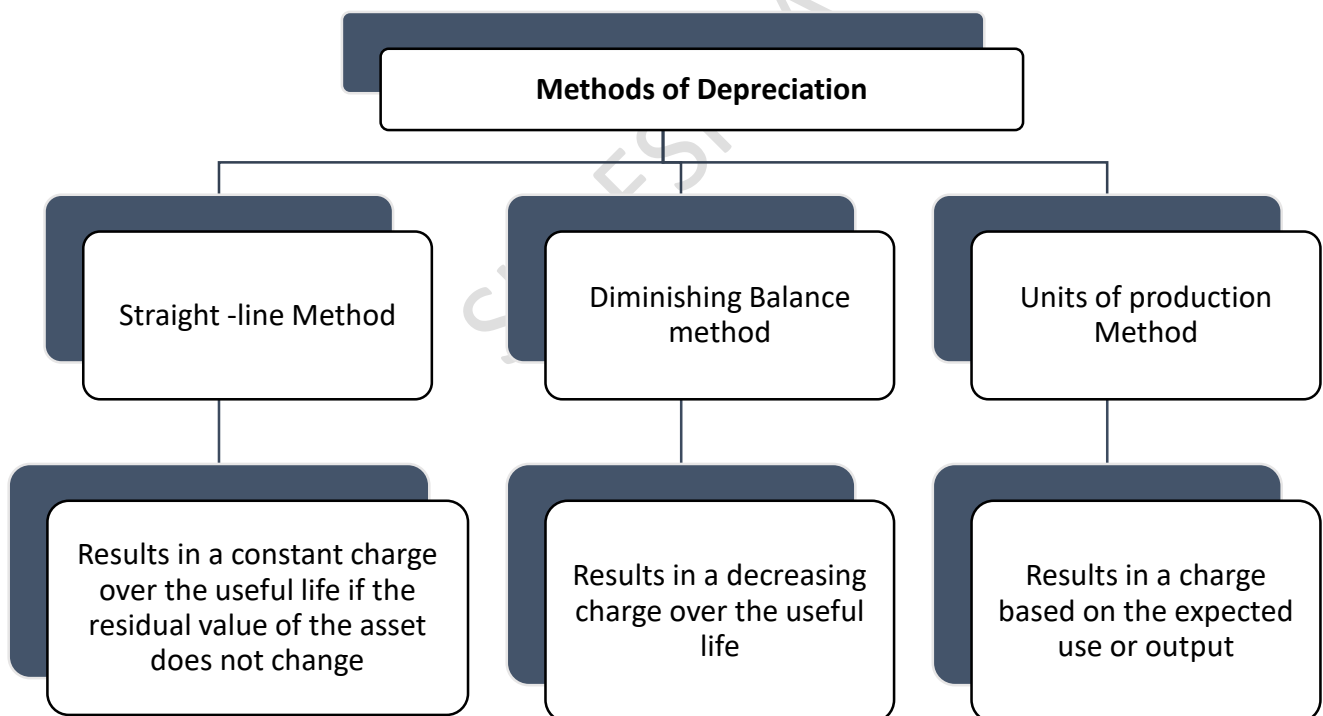 Methods of Depreciation
Straight -line Method
Diminishing Balance
method
Units of production
Method
Results in a constant charge
over the useful life if the
residual value of the asset
does not change
Results in a decreasing
charge over the useful
life
Results in a charge
based on the expected
use or output